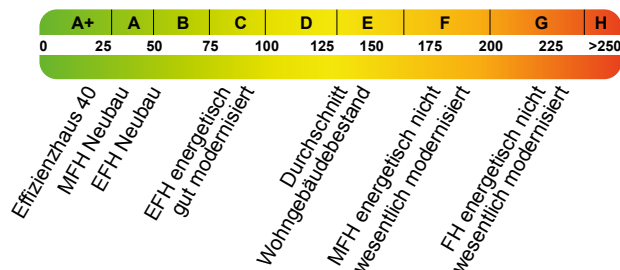 A+ A B C D E F G H
0 25 50 75 100 125 150 175 200 225 >250
Effizienzhaus 40
MFH Neubau
EFH Neubau
EFH energetisch
gut modernisiert
Durchschnitt
Wohngebäudebestand
MFH energetisch nicht
wesentlich modernisiert
FH energetisch nicht
wesentlich modernisiert